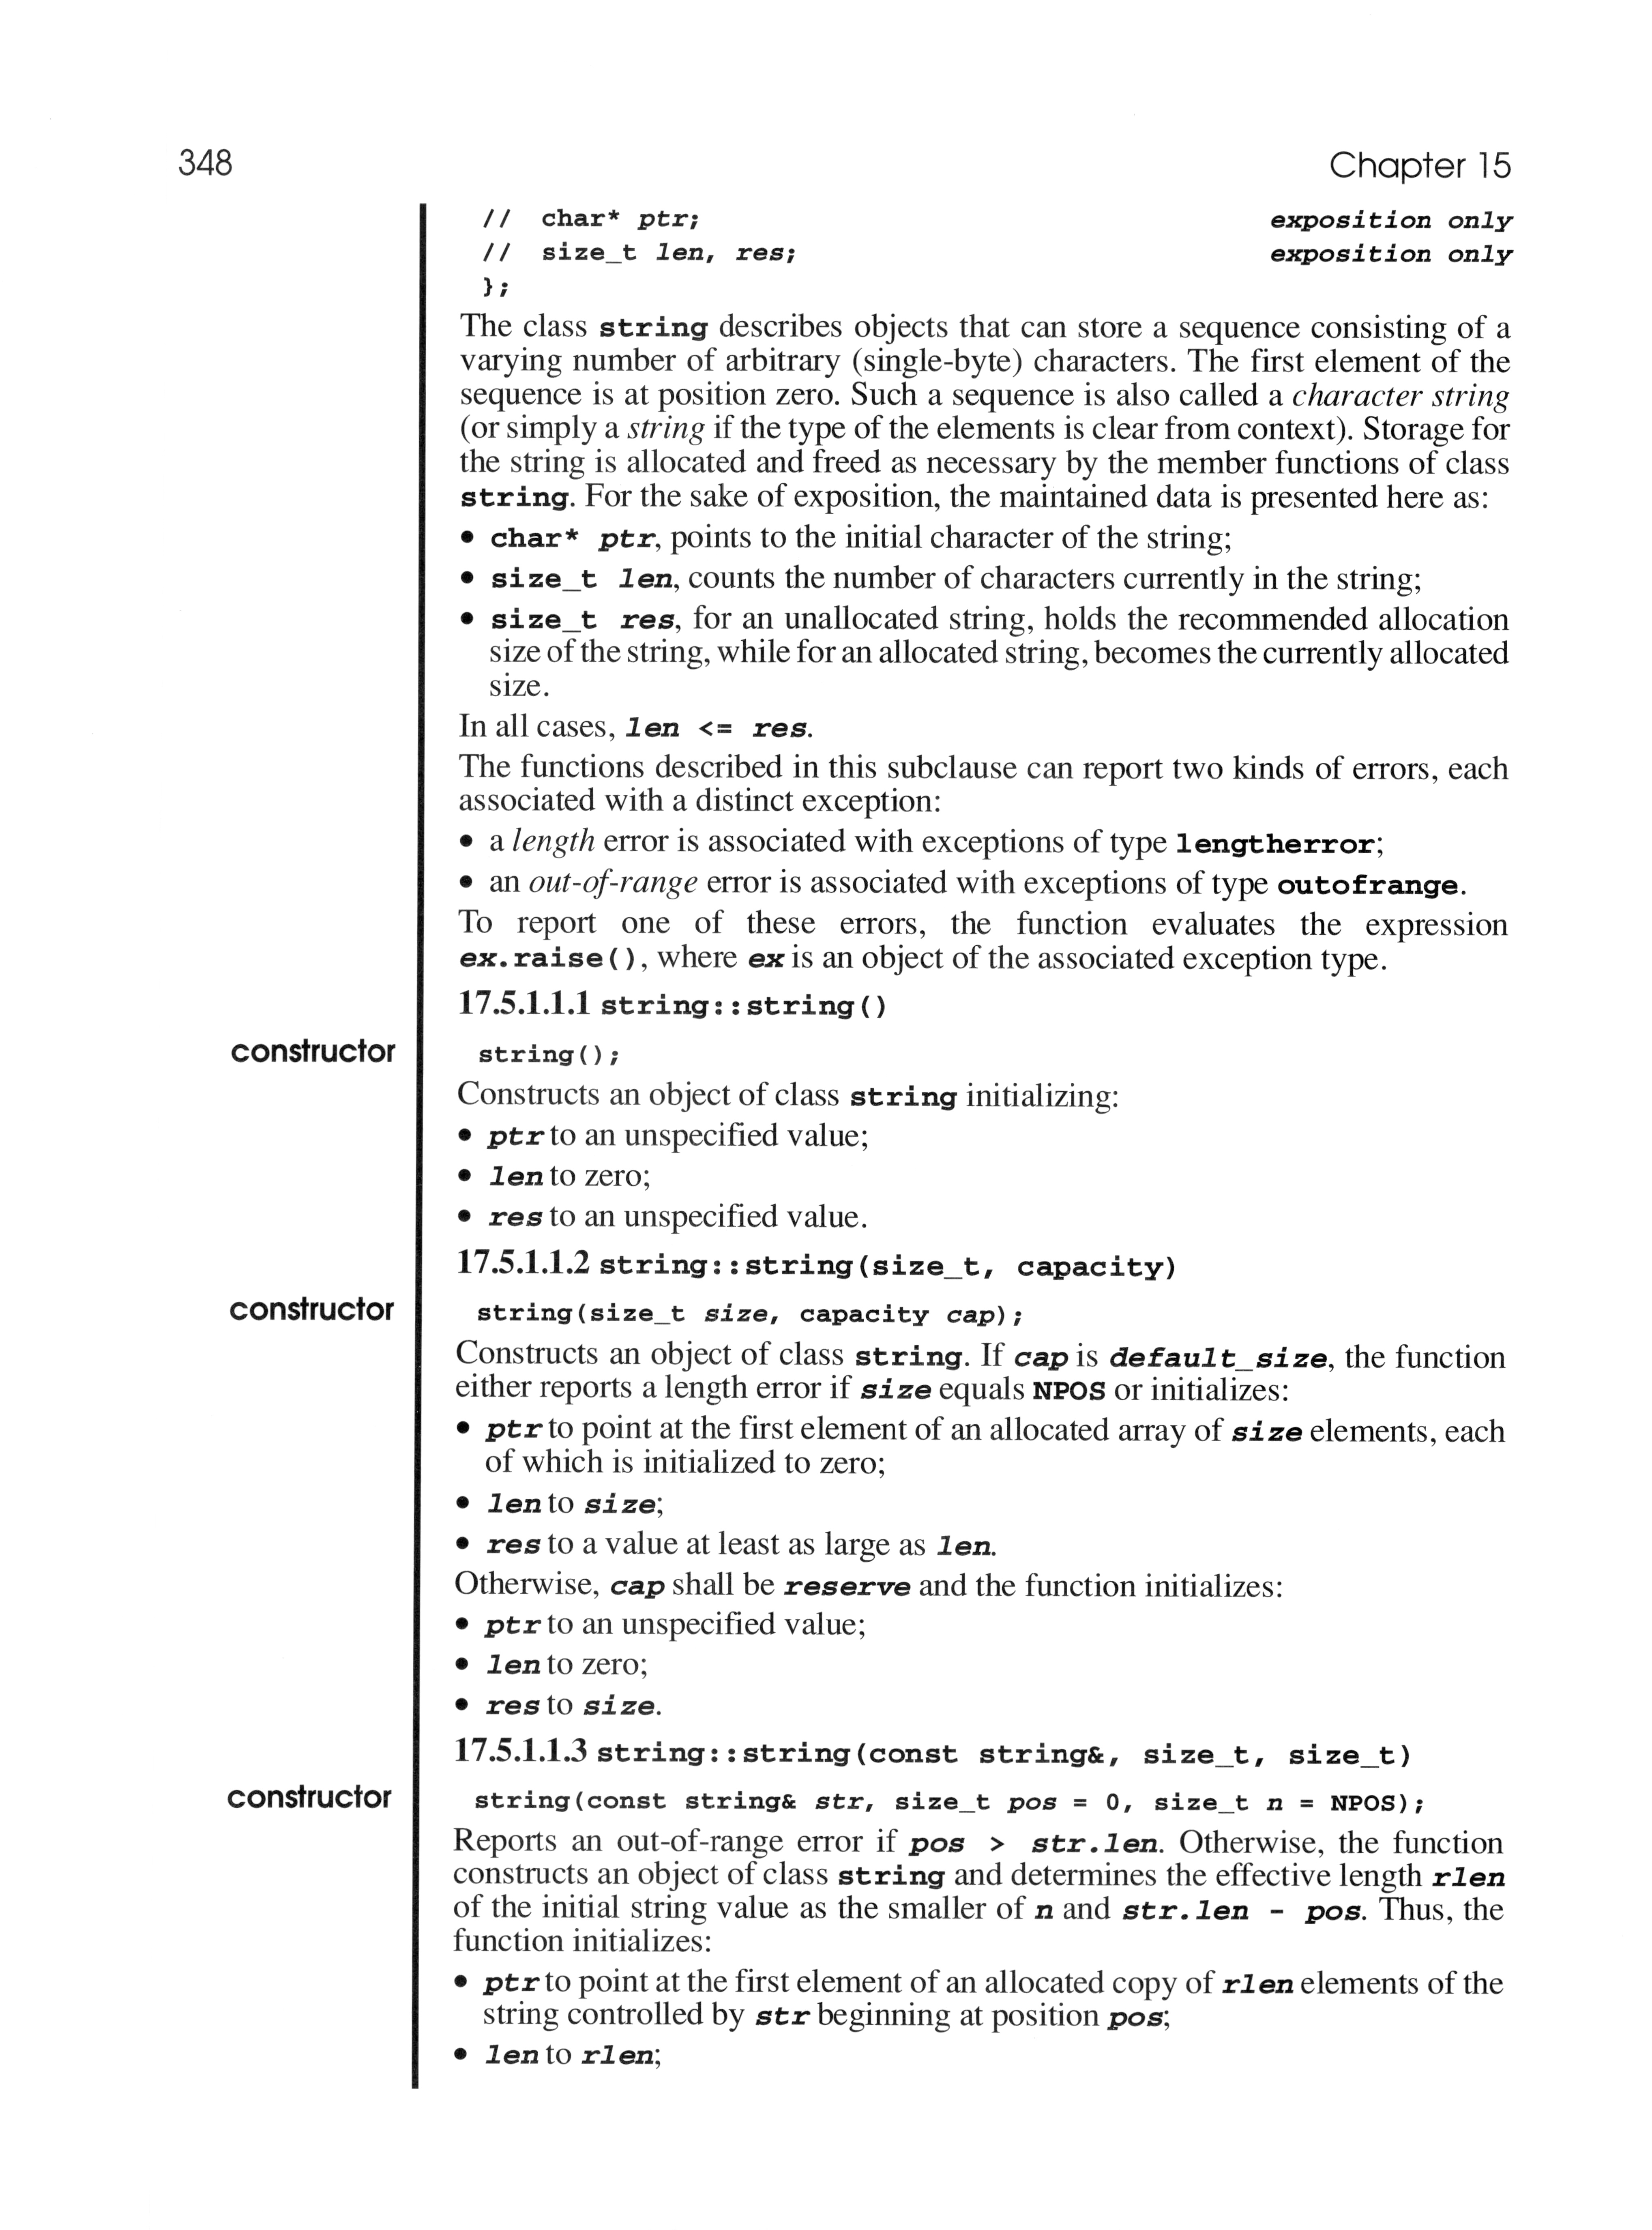 348 Chapter 15
// char* ptr; exposition only
// size_t len, res; exposition only
};
The class string describes objects that can store a sequence consisting of a
varying number of arbitrary (single-byte) characters. The first element of the
sequence is at position zero. Such a sequence is also called a character string
(or simply a string if the type of the elements is clear from context). Storage for
the string is allocated and freed as necessary by the member functions of class
string. For the sake of exposition, the maintained data is presented here as:
• char* ptr, points to the initial character of the string;
• size_t len, counts the number of characters currently in the string;
• size_t res, for an unallocated string, holds the recommended allocation
size of the string, while for an allocated string, becomes the currently allocated
size.
In all cases, len <= res.
The functions described in this subclause can report two kinds of errors, each
associated with a distinct exception:
• a length error is associated with exceptions of type lengtherror;
• an out-of-range error is associated with exceptions of type outofrange.
To report one of these errors, the function evaluates the expression
ex.raise(), where ex is an object of the associated exception type.
17.5.1.1.1 string::string()
constructor string();
Constructs an object of class string initializing:
• ptr to an unspecified value;
• len to zero;
• res to an unspecified value.
17.5.1.1.2 string::string(size_t, capacity)
constructor string(size_t size, capacity cap);
Constructs an object of class string. If cap is default_size, the function
either reports a length error if size equals NPOS or initializes:
• ptr to point at the first element of an allocated array of size elements, each
of which is initialized to zero;
• len to size;
• res to a value at least as large as len.
Otherwise, cap shall be reserve and the function initializes:
• ptr to an unspecified value;
• len to zero;
• res to size.
17.5.1.1.3 string::string(const string&, size_t, size_t)
constructor string(const string& str, size_t pos = 0, size_t n = NPOS);
Reports an out-of-range error if pos > str.len. Otherwise, the function
constructs an object of class string and determines the effective length rlen
of the initial string value as the smaller of n and str.len - pos. Thus, the
function initializes:
• ptr to point at the first element of an allocated copy of rlen elements of the
string controlled by str beginning at position pos;
• len to rlen;